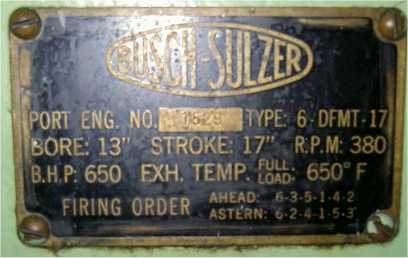 BUSCH-SULZER
PORT ENG. NO. 1629 TYPE: 6-DFMT-17
BORE: 13" STROKE: 17" R.P.M: 380
B.H.P: 650 EXH. TEMP. FULL LOAD: 650° F
FIRING ORDER AHEAD: 6-3-5-1-4-2
ASTERN: 6-2-4-1-5-3